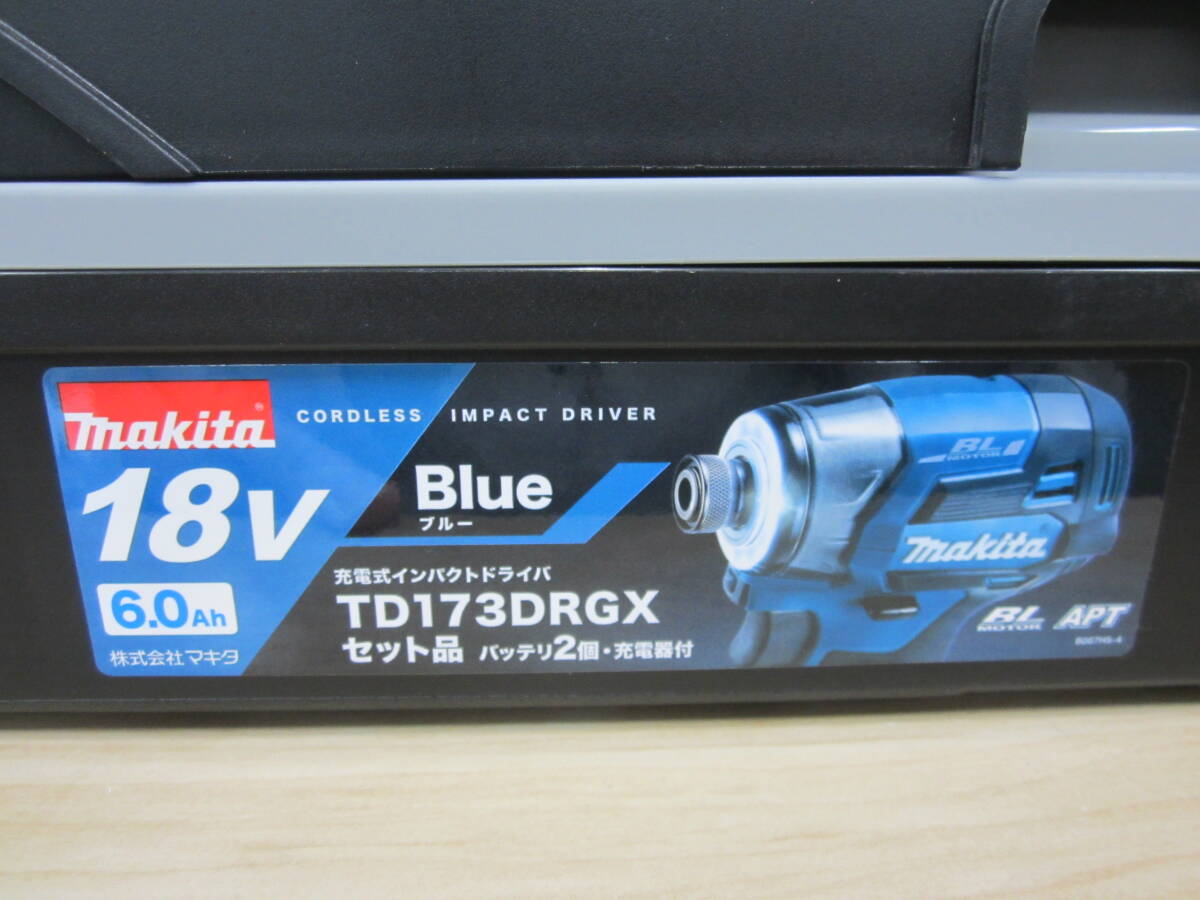 makita®
CORDLESS IMPACT DRIVER
18V
6.0Ah
株式会社マキタ
Blue
ブルー
充電式インパクトドライバ
TD173DRGX
セット品 バッテリ2個・充電器付
BL
MOTOR
makita
BL
MOTOR
APT